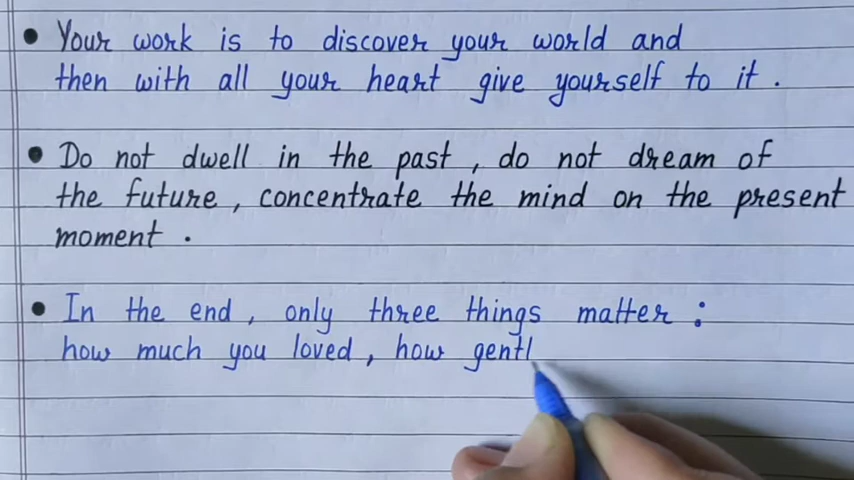 • Your work is to discover your world and
then with all your heart give yourself to it .
• Do not dwell in the past , do not dream of
the future , concentrate the mind on the present
moment .
• In the end , only three things matter :
how much you loved , how gentl